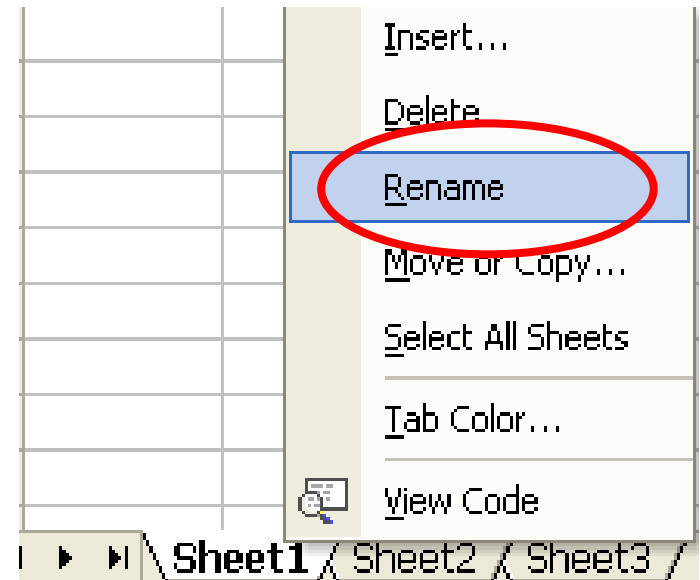 Insert...
Delete
Rename
Move or Copy...
Select All Sheets
Tab Color...
View Code
Sheet1 Sheet2 Sheet3